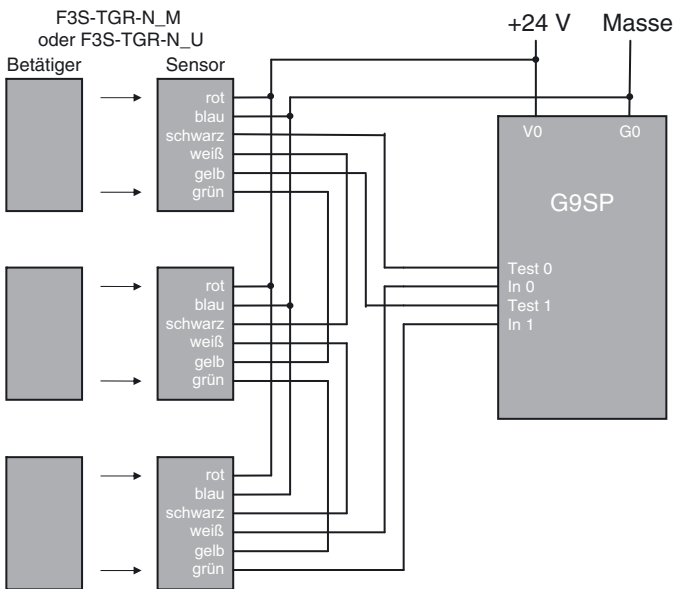 F3S-TGR-N_M
oder F3S-TGR-N_U
Betätiger
Sensor
+24 V
Masse
rot
blau
schwarz
weiß
gelb
grün
V0
G0
G9SP
Test 0
In 0
Test 1
In 1
rot
blau
schwarz
weiß
gelb
grün
rot
blau
schwarz
weiß
gelb
grün